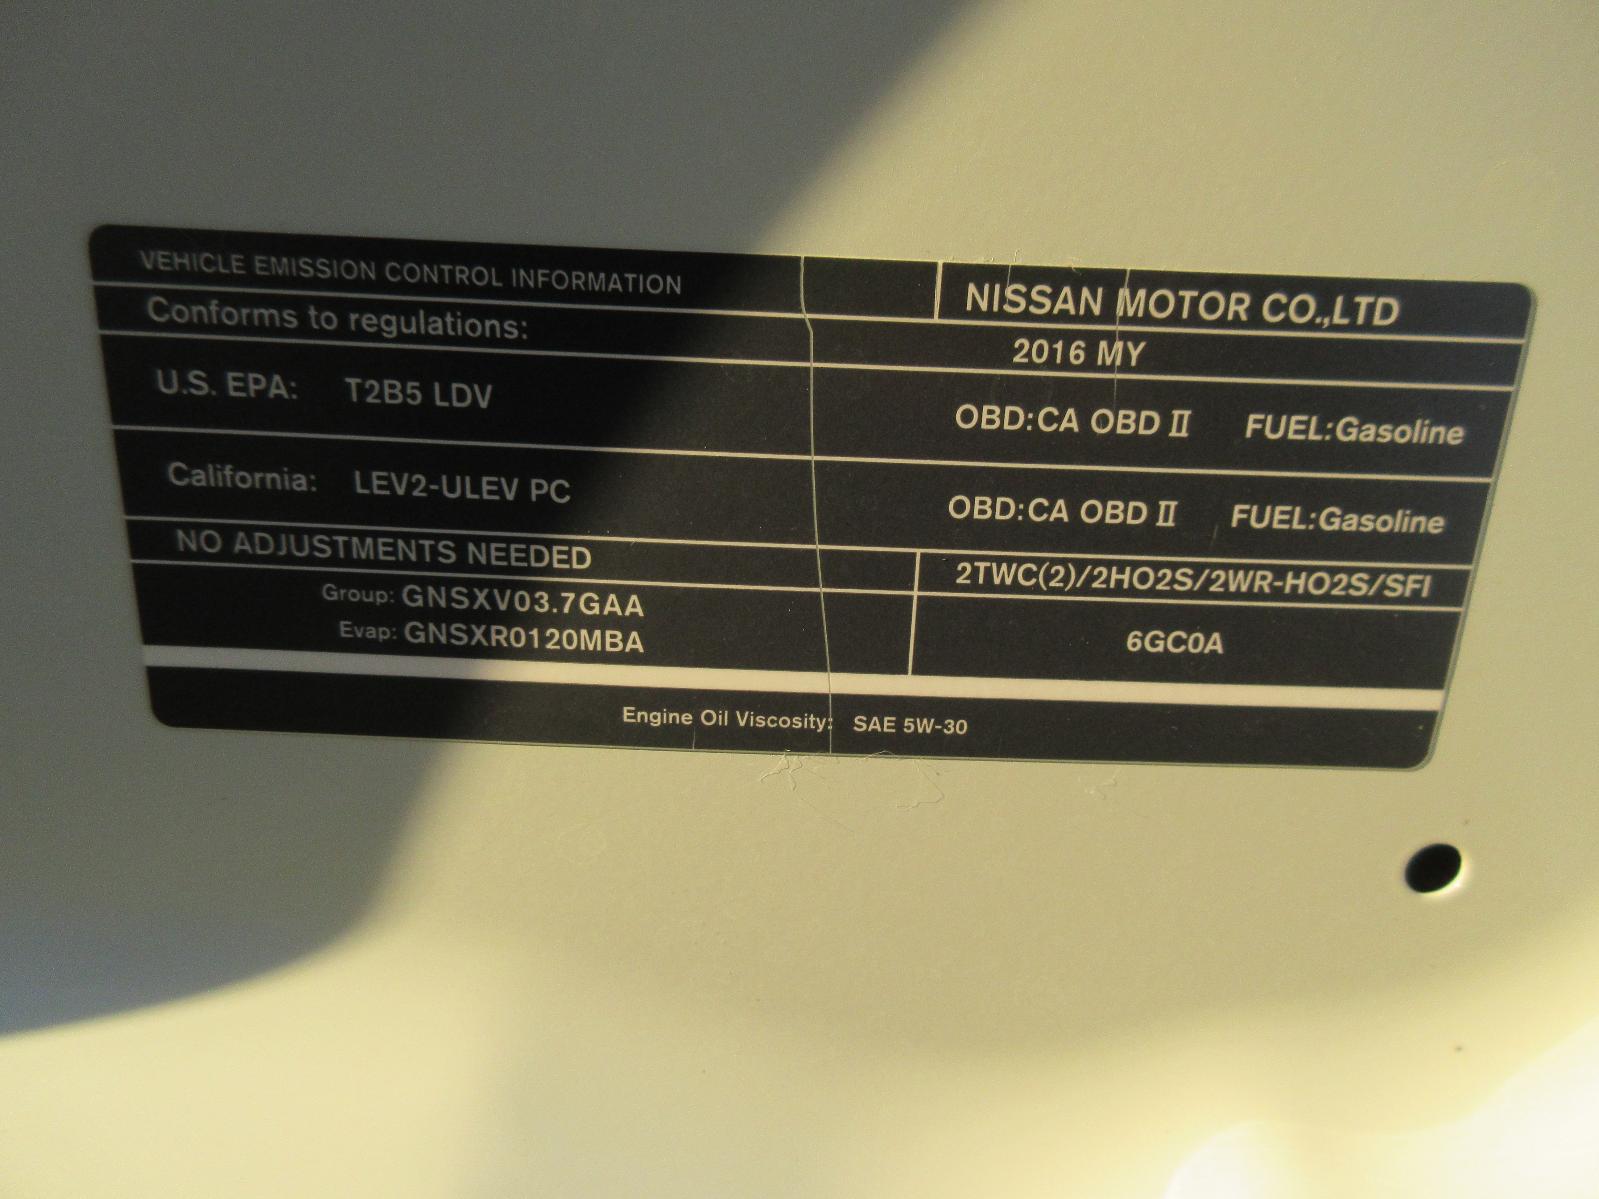 VEHICLE EMISSION CONTROL INFORMATION
NISSAN MOTOR CO.,LTD
Conforms to regulations:
2016 MY
U.S. EPA: T2B5 LDV
OBD:CA OBD II FUEL:Gasoline
California: LEV2-ULEV PC
OBD:CA OBD II FUEL:Gasoline
NO ADJUSTMENTS NEEDED
2TWC(2)/2HO2S/2WR-HO2S/SFI
Group: GNSXV03.7GAA
Evap: GNSXR0120MBA
6GC0A
Engine Oil Viscosity: SAE 5W-30